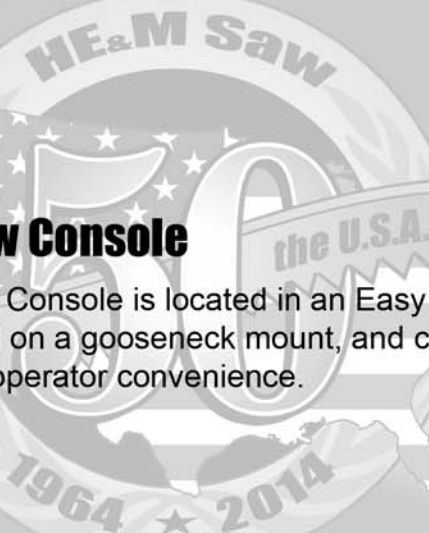 HE&M Saw
50
the U.S.A.
w Console
Console is located in an Easy
on a gooseneck mount, and c
operator convenience.
1964 ★ 2014